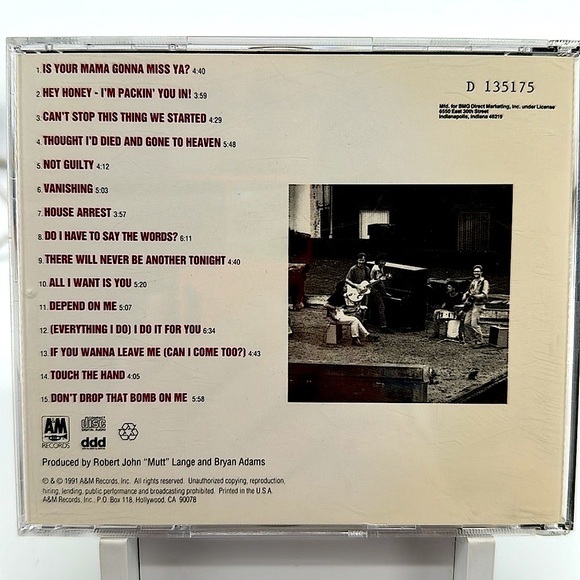 1. IS YOUR MAMA GONNA MISS YA? 4:40
2. HEY HONEY - I'M PACKIN' YOU IN! 3:59
3. CAN'T STOP THIS THING WE STARTED 4:29
4. THOUGHT I'D DIED AND GONE TO HEAVEN 5:48
5. NOT GUILTY 4:12
6. VANISHING 5:03
7. HOUSE ARREST 3:57
8. DO I HAVE TO SAY THE WORDS? 6:11
9. THERE WILL NEVER BE ANOTHER TONIGHT 4:40
10. ALL I WANT IS YOU 5:20
11. DEPEND ON ME 5:07
12. (EVERYTHING I DO) I DO IT FOR YOU 6:34
13. IF YOU WANNA LEAVE ME (CAN I COME TOO?) 4:43
14. TOUCH THE HAND 4:05
15. DON'T DROP THAT BOMB ON ME 5:58
D 135175
Mfd. for BMG Direct Marketing, Inc. under License
6550 East 30th Street
Indianapolis, Indiana 46219
A&M
RECORDS
disc
ddd
Produced by Robert John "Mutt" Lange and Bryan Adams
℗ & © 1991 A&M Records, Inc. All rights reserved. Unauthorized copying, reproduction,
hiring, lending, public performance and broadcasting prohibited. Printed in the U.S.A.
A&M Records, Inc., P.O. Box 118, Hollywood, CA 90078